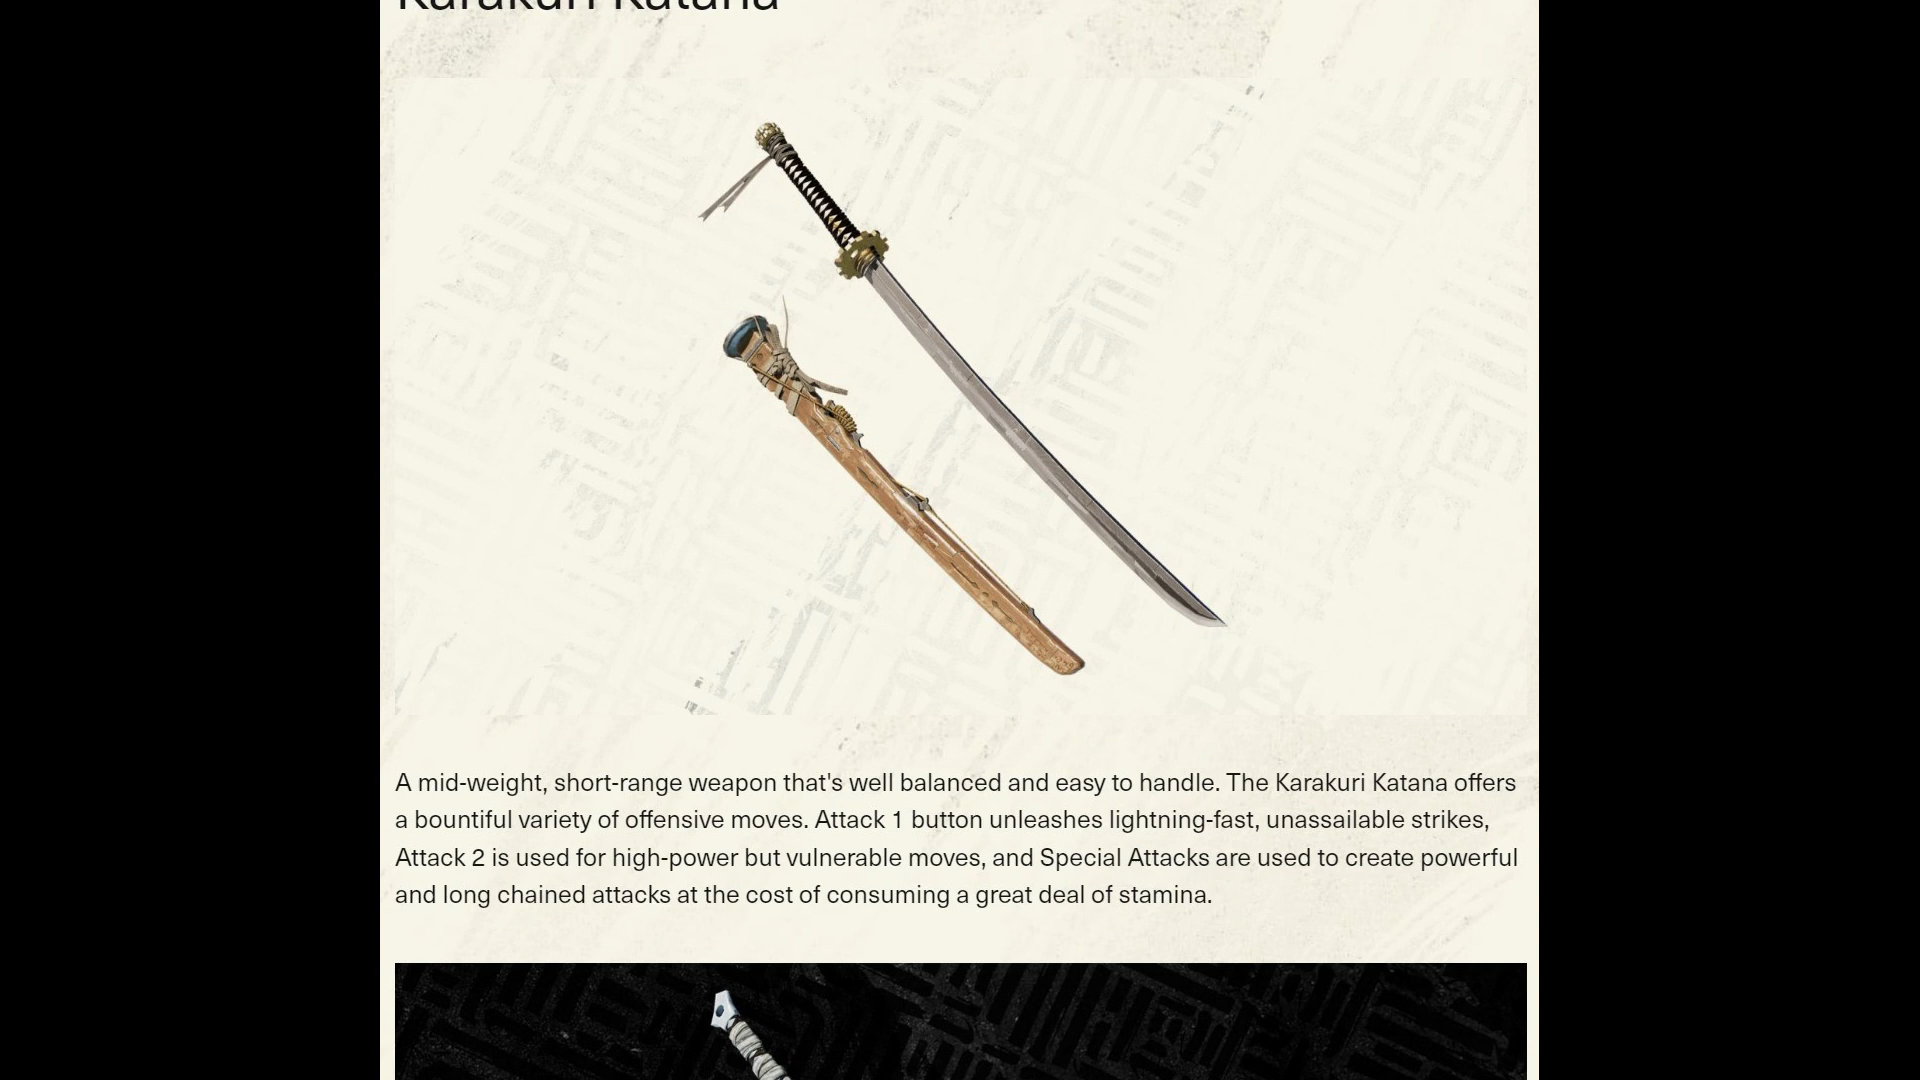 Karakuri Katana
A mid-weight, short-range weapon that's well balanced and easy to handle. The Karakuri Katana offers
a bountiful variety of offensive moves. Attack 1 button unleashes lightning-fast, unassailable strikes,
Attack 2 is used for high-power but vulnerable moves, and Special Attacks are used to create powerful
and long chained attacks at the cost of consuming a great deal of stamina.